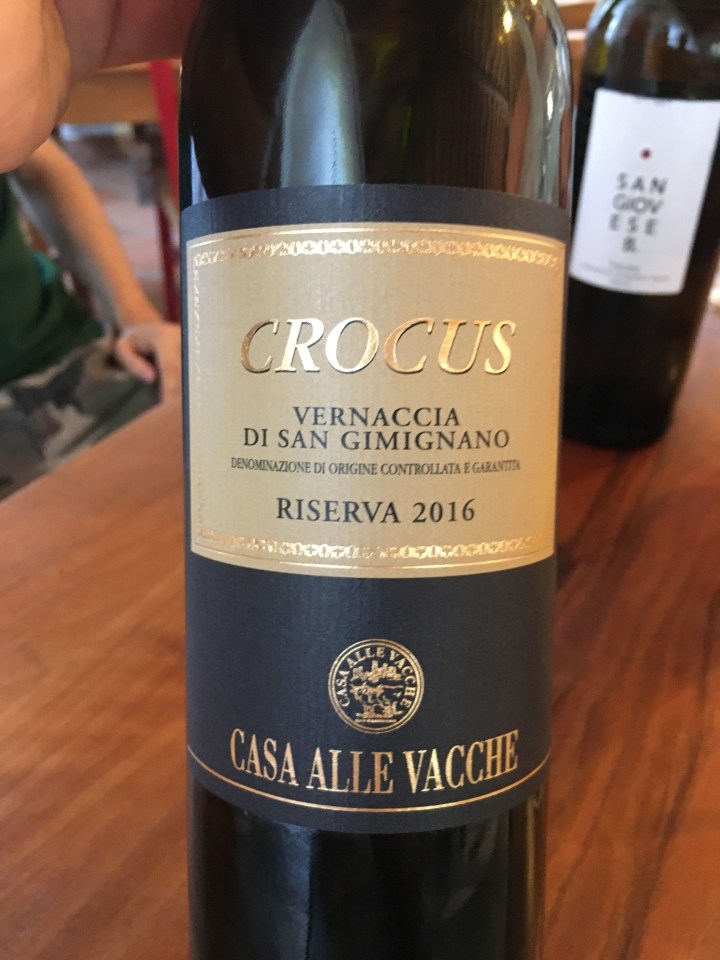 CROCUS
VERNACCIA
DI SAN GIMIGNANO
DENOMINAZIONE DI ORIGINE CONTROLLATA E GARANTITA
RISERVA 2016
CASA ALLE VACCHE
CASA ALLE VACCHE
SAN
GIOV
ESE